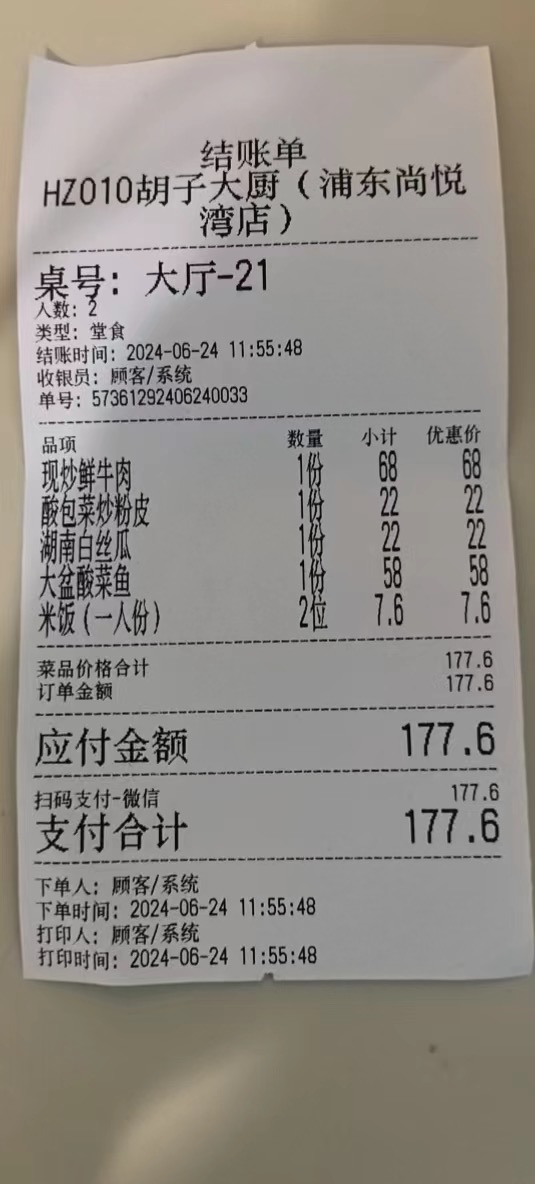 结账单
HZ010胡子大厨（浦东尚悦
湾店）
桌号：大厅-21
人数：2
类型：堂食
结账时间：2024-06-24 11:55:48
收银员：顾客/系统
单号：57361292406240033
品项 数量 小计 优惠价
现炒鲜牛肉 1份 68 68
酸包菜炒粉皮 1份 22 22
湖南白丝瓜 1份 22 22
大盆酸菜鱼 1份 58 58
米饭（一人份） 2位 7.6 7.6
菜品价格合计 177.6
订单金额 177.6
应付金额 177.6
扫码支付-微信 177.6
支付合计 177.6
下单人：顾客/系统
下单时间：2024-06-24 11:55:48
打印人：顾客/系统
打印时间：2024-06-24 11:55:48